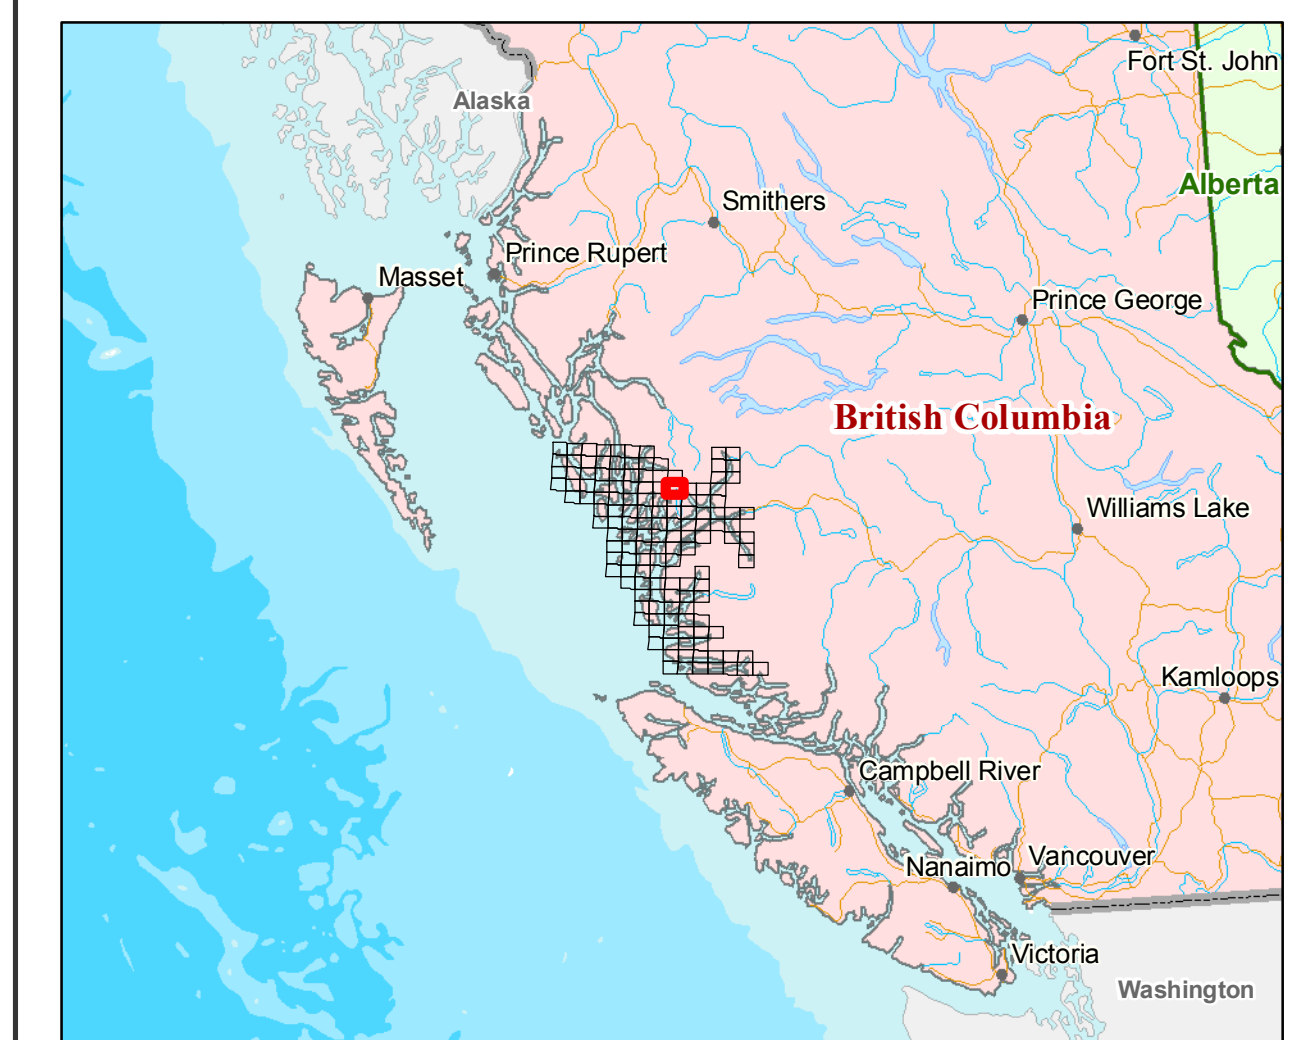 Fort St. John
Alaska
Alberta
Smithers
Prince Rupert
Masset
Prince George
British Columbia
Williams Lake
Kamloops
Campbell River
Vancouver
Nanaimo
Victoria
Washington